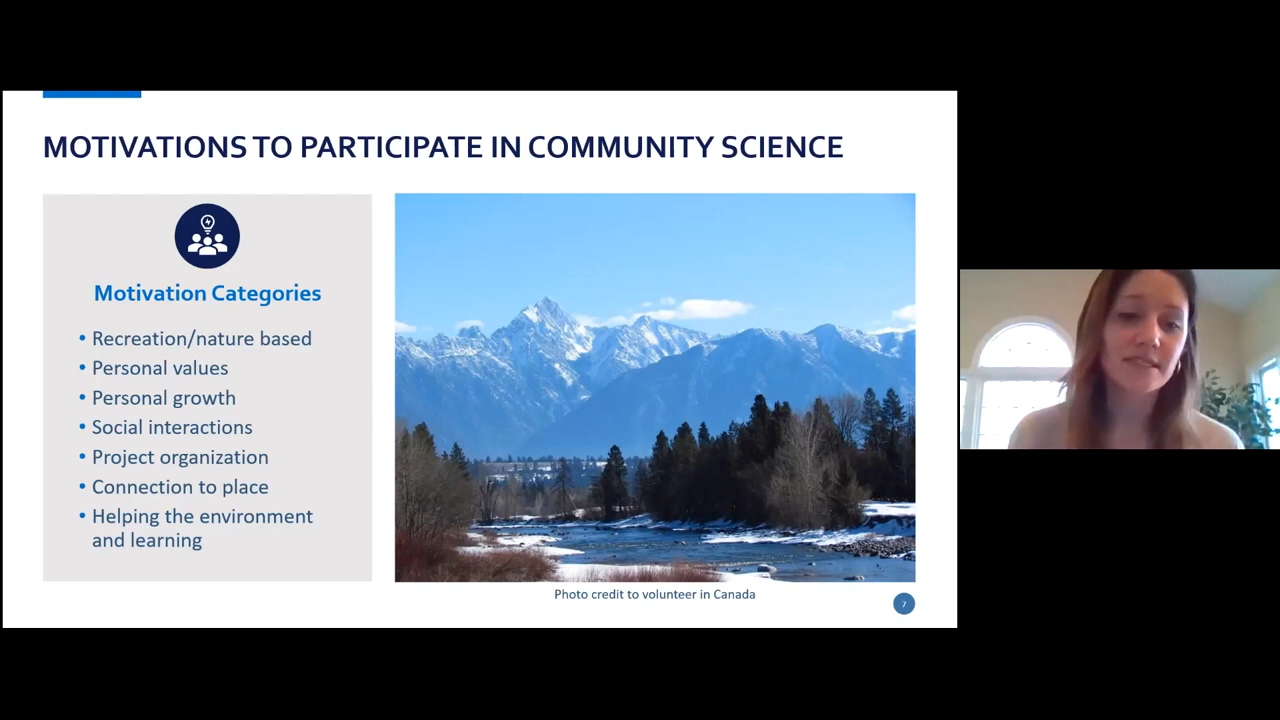 MOTIVATIONS TO PARTICIPATE IN COMMUNITY SCIENCE
Motivation Categories
• Recreation/nature based
• Personal values
• Personal growth
• Social interactions
• Project organization
• Connection to place
• Helping the environment
and learning
Photo credit to volunteer in Canada
7